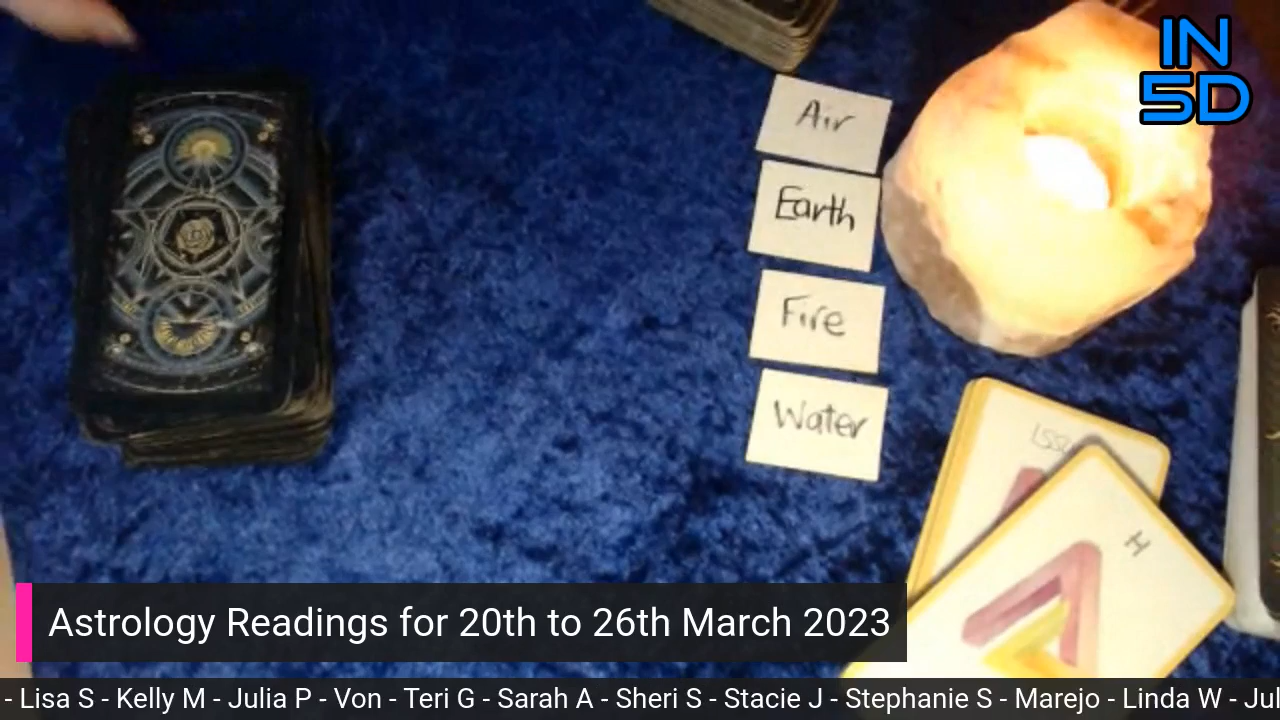 IN
5D
Air
Earth
Fire
Water
H
Astrology Readings for 20th to 26th March 2023
- Lisa S - Kelly M - Julia P - Von - Teri G - Sarah A - Sheri S - Stacie J - Stephanie S - Marejo - Linda W - Jul